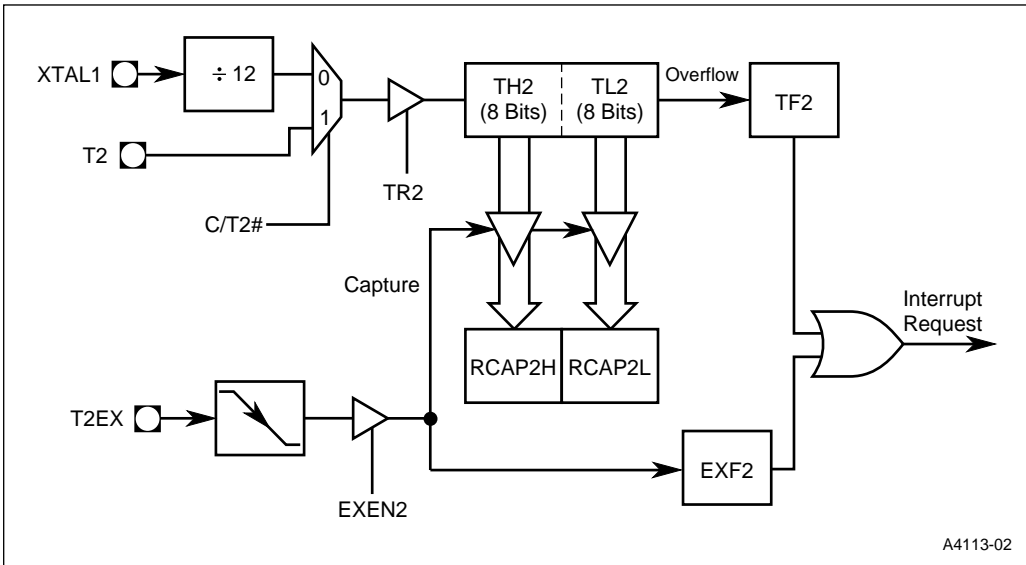 XTAL1
÷ 12
0
1
T2
C/T2#
TR2
TH2
(8 Bits)
TL2
(8 Bits)
Overflow
TF2
Capture
RCAP2H
RCAP2L
Interrupt
Request
T2EX
EXEN2
EXF2
A4113-02